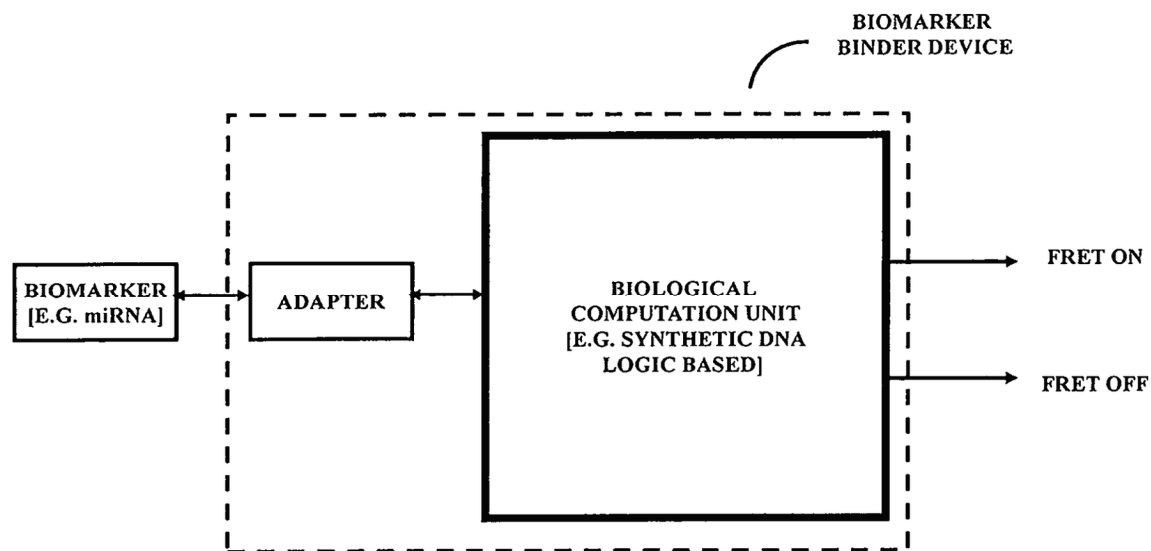 BIOMARKER
BINDER DEVICE
BIOMARKER
[E.G. miRNA]
ADAPTER
BIOLOGICAL
COMPUTATION UNIT
[E.G. SYNTHETIC DNA
LOGIC BASED]
FRET ON
FRET OFF